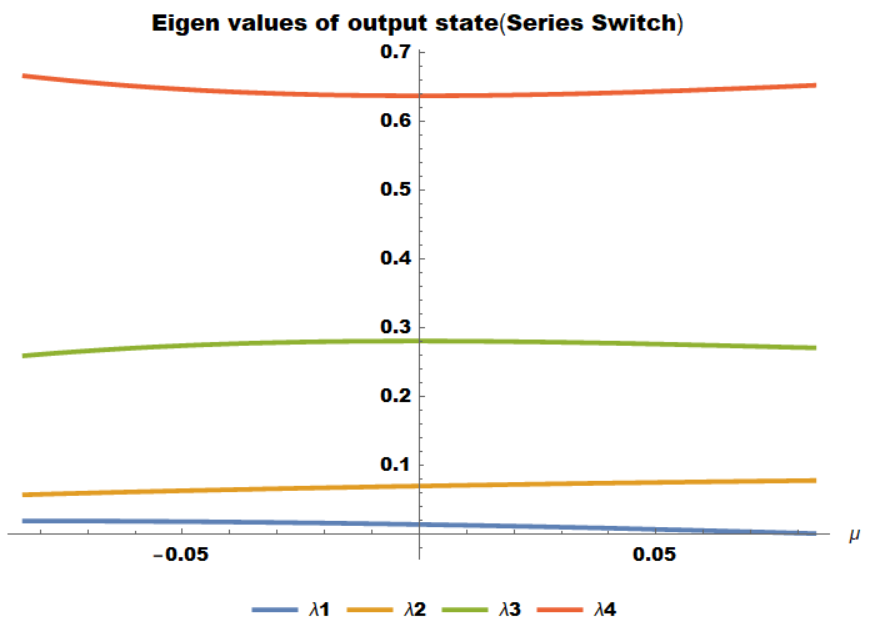 Eigen values of output state(Series Switch)
0.7
0.6
0.5
0.4
0.3
0.2
0.1
−0.05 0.05 μ
λ1 λ2 λ3 λ4